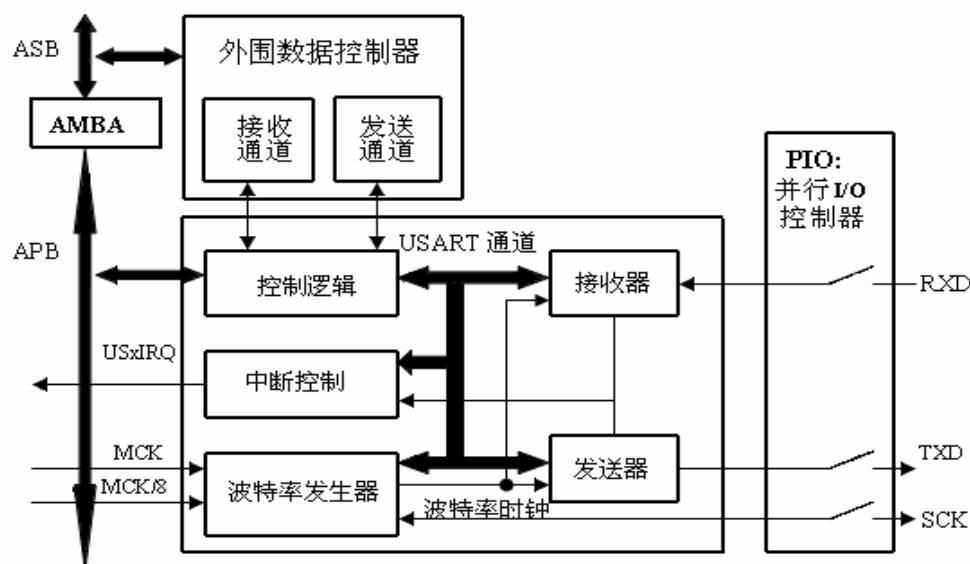 ASB
外围数据控制器
AMBA
接收
通道
发送
通道
PIO:
并行 I/O
控制器
APB
USART 通道
控制逻辑
接收器
RXD
USxIRQ
中断控制
MCK
MCK/8
波特率发生器
发送器
TXD
波特率时钟
SCK